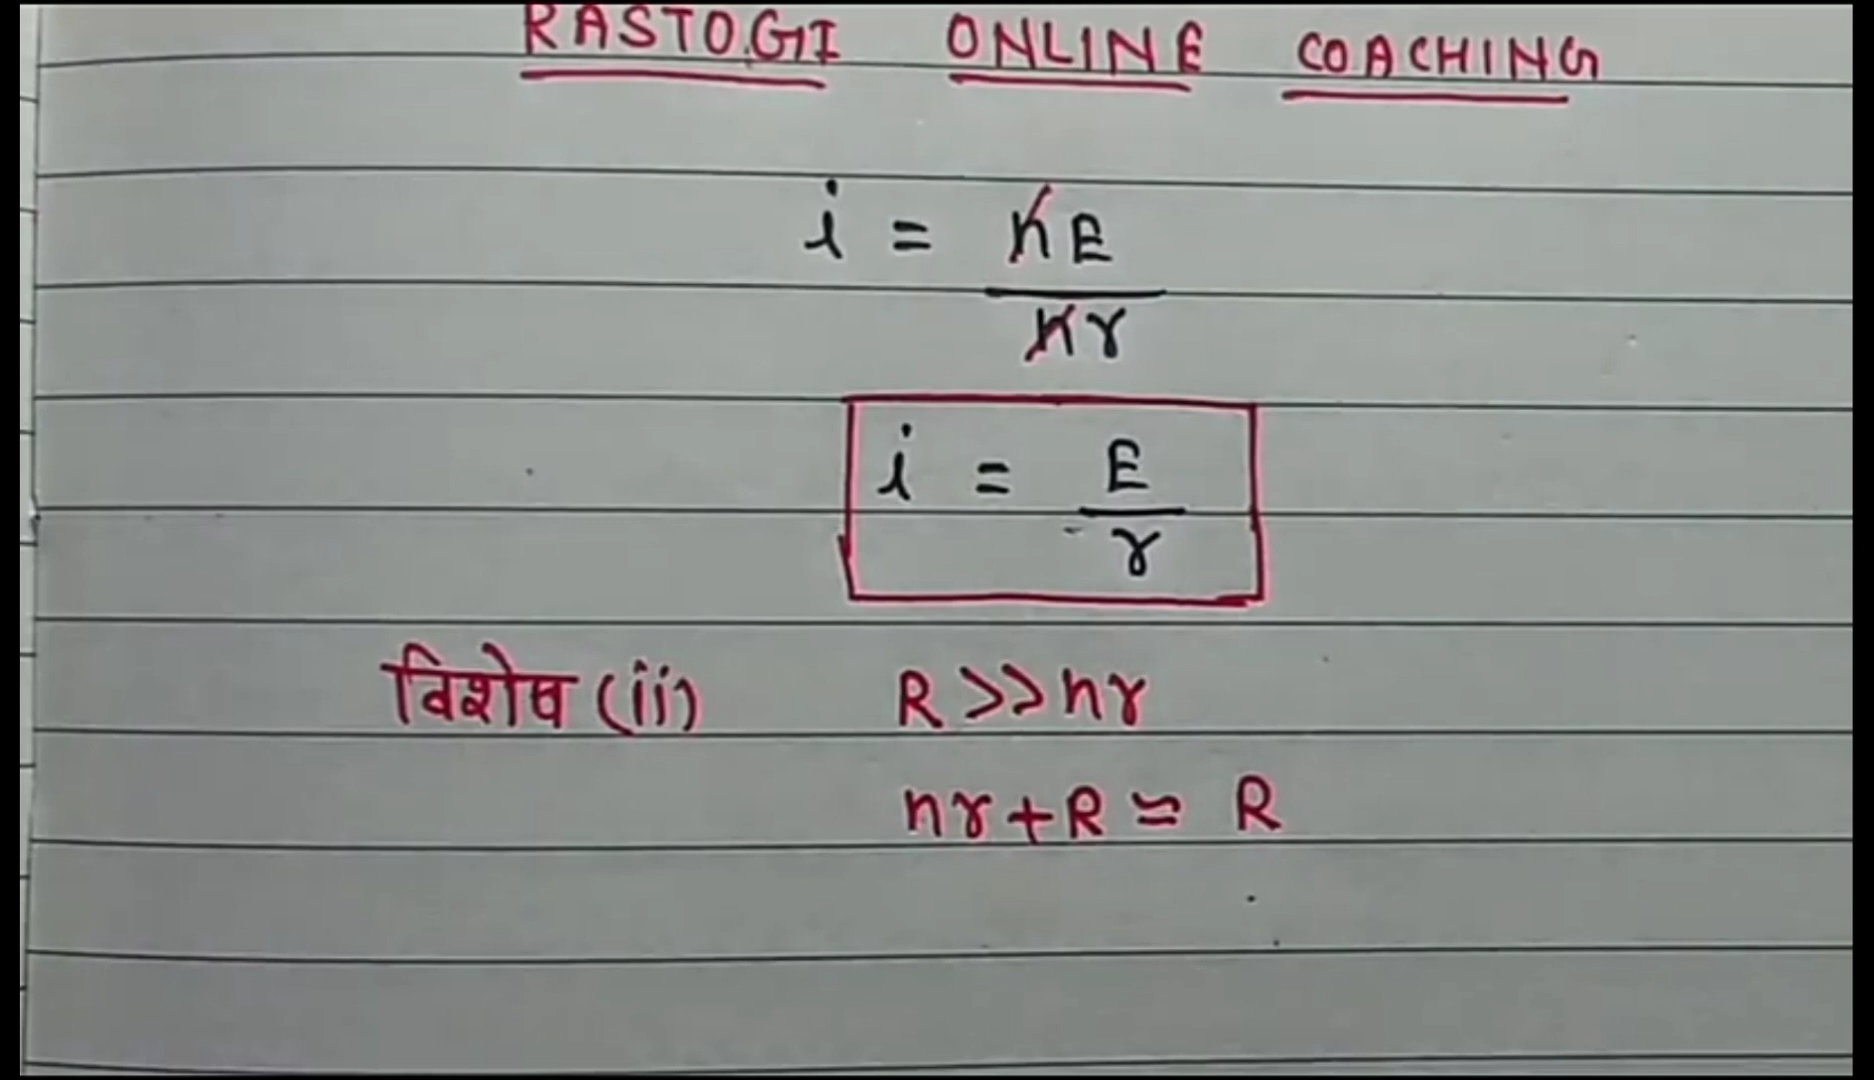 RASTOGI ONLINE COACHING
i = nE
nr
i = E
r
विशेष (ii) R>>nr
nr+R ≃ R